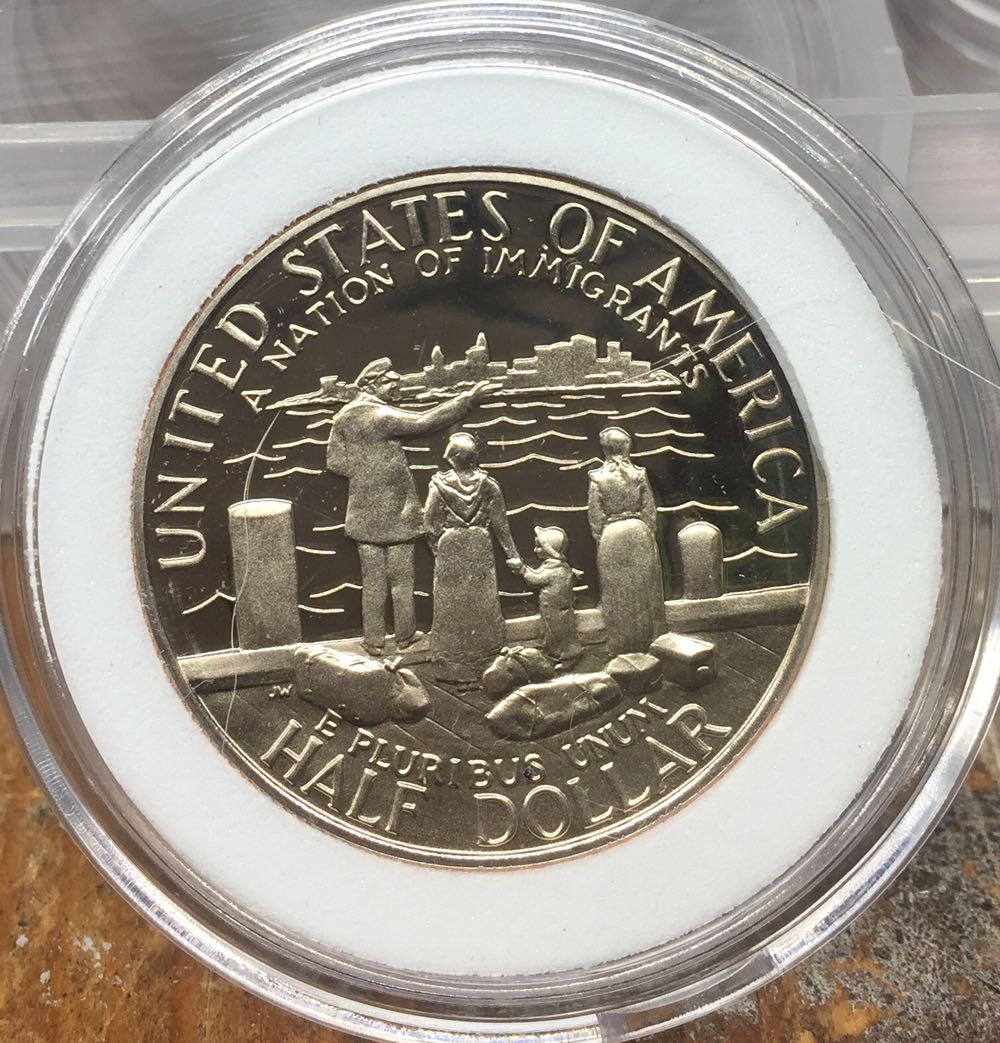 UNITED STATES OF AMERICA
A NATION OF IMMIGRANTS
JW
E PLURIBUS UNUM
HALF DOLLAR